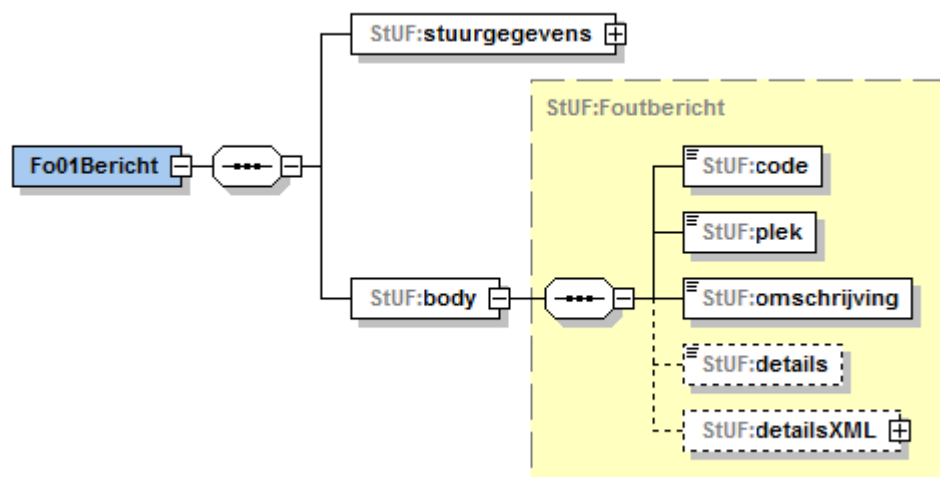 StUF:stuurgegevens
StUF:Foutbericht
Fo01Bericht
StUF:code
StUF:plek
StUF:body
StUF:omschrijving
StUF:details
StUF:detailsXML